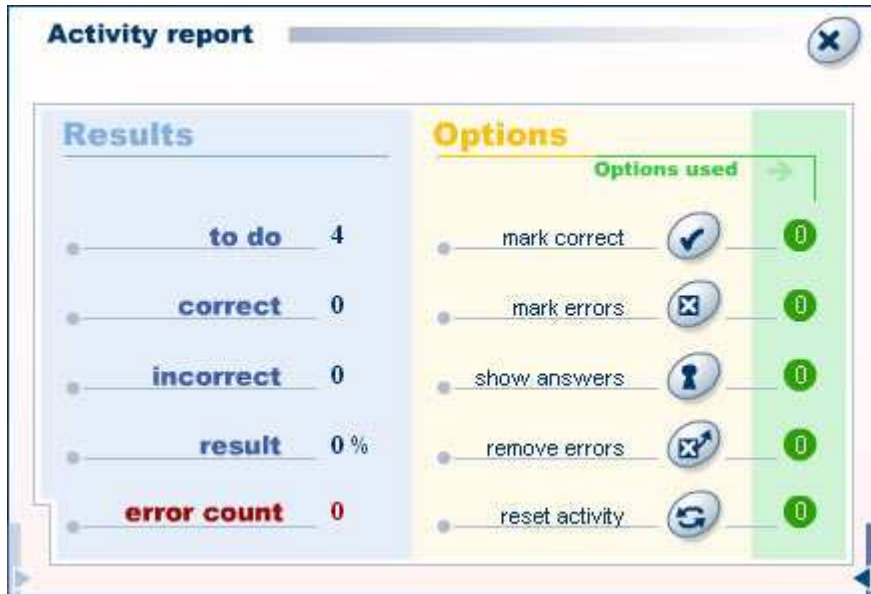 Activity report
Results
Options
Options used
to do 4
mark correct 0
correct 0
mark errors 0
incorrect 0
show answers 0
result 0 %
remove errors 0
error count 0
reset activity 0